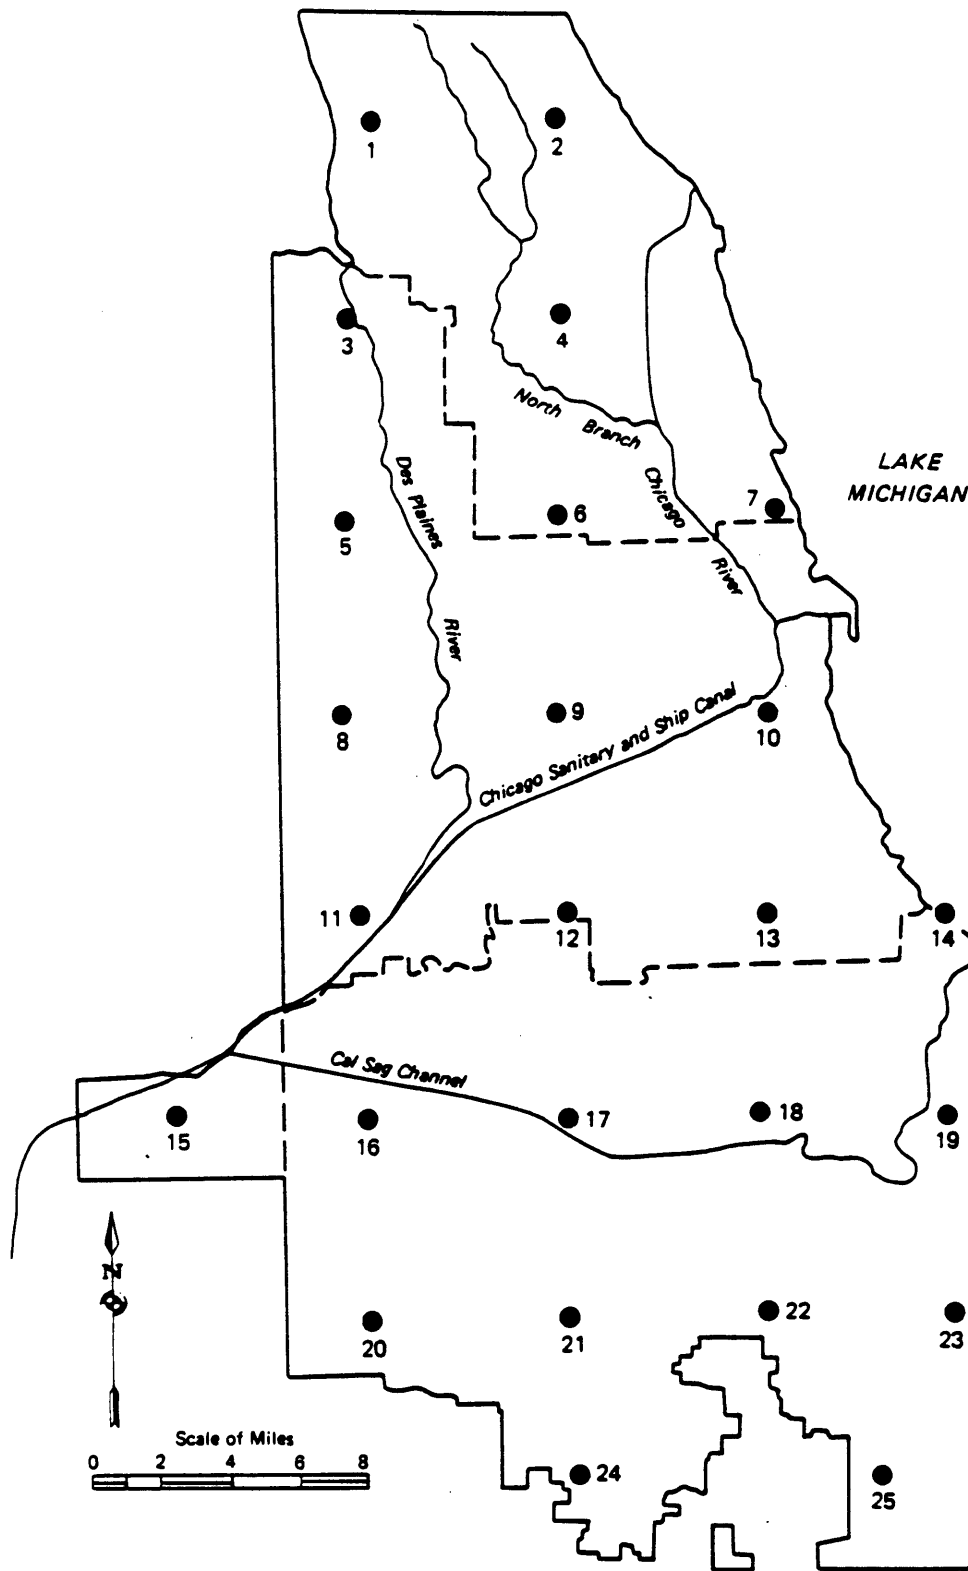 1
2
3
4
North Branch
Chicago
River
LAKE
MICHIGAN
Des Plaines
River
5
6
7
8
9
10
Chicago Sanitary and Ship Canal
11
12
13
14
Cal Sag Channel
15
16
17
18
19
N
20
21
22
23
Scale of Miles
0 2 4 6 8
24
25